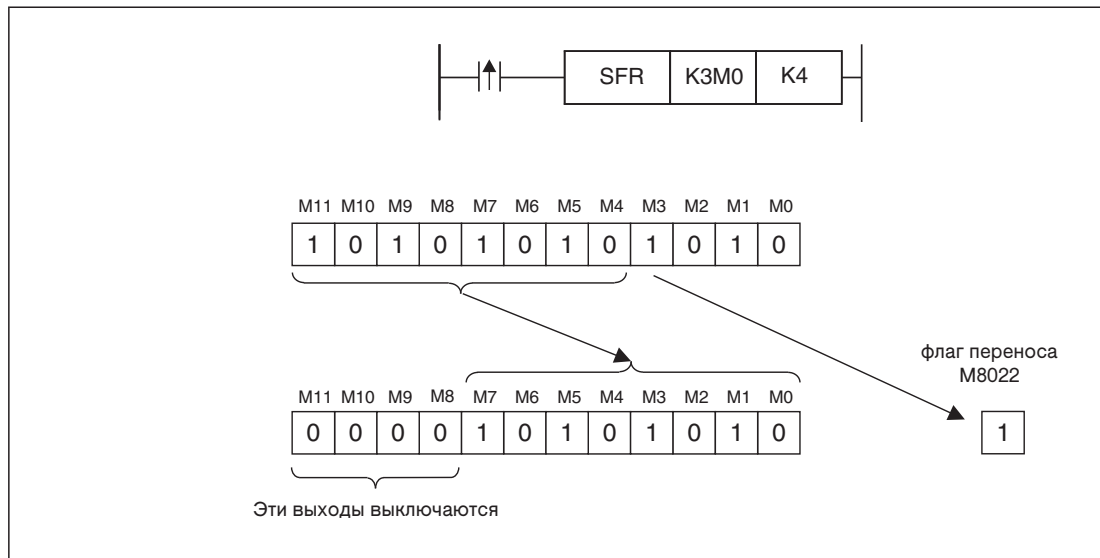 SFR K3M0 K4
M11 M10 M9 M8 M7 M6 M5 M4 M3 M2 M1 M0
1 0 1 0 1 0 1 0 1 0 1 0
флаг переноса
M8022
M11 M10 M9 M8 M7 M6 M5 M4 M3 M2 M1 M0
0 0 0 0 1 0 1 0 1 0 1 0 1
Эти выходы выключаются